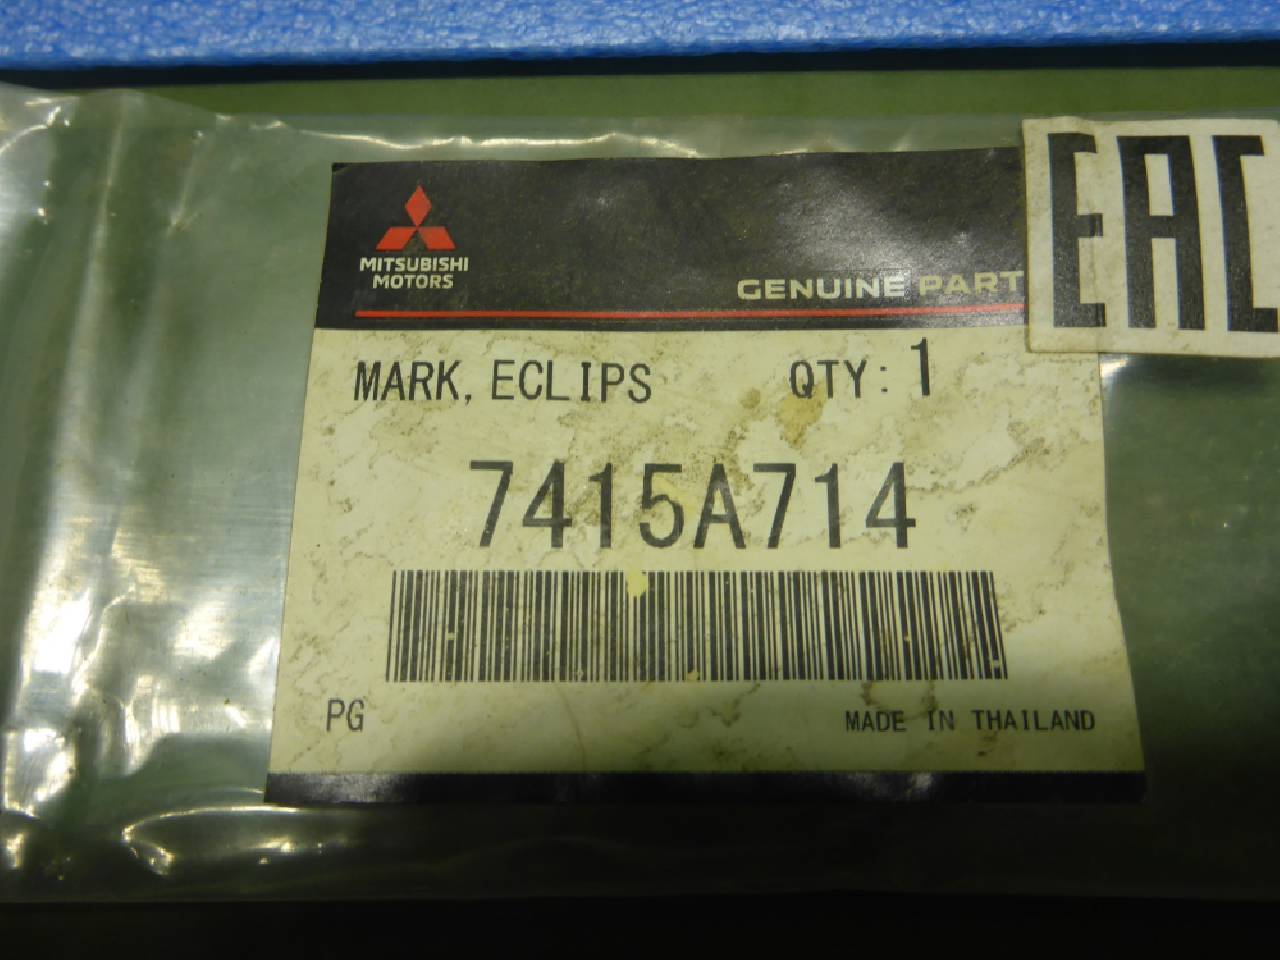 MITSUBISHI
MOTORS
GENUINE PART
EAC
MARK, ECLIPS QTY: 1
7415A714
PG
MADE IN THAILAND